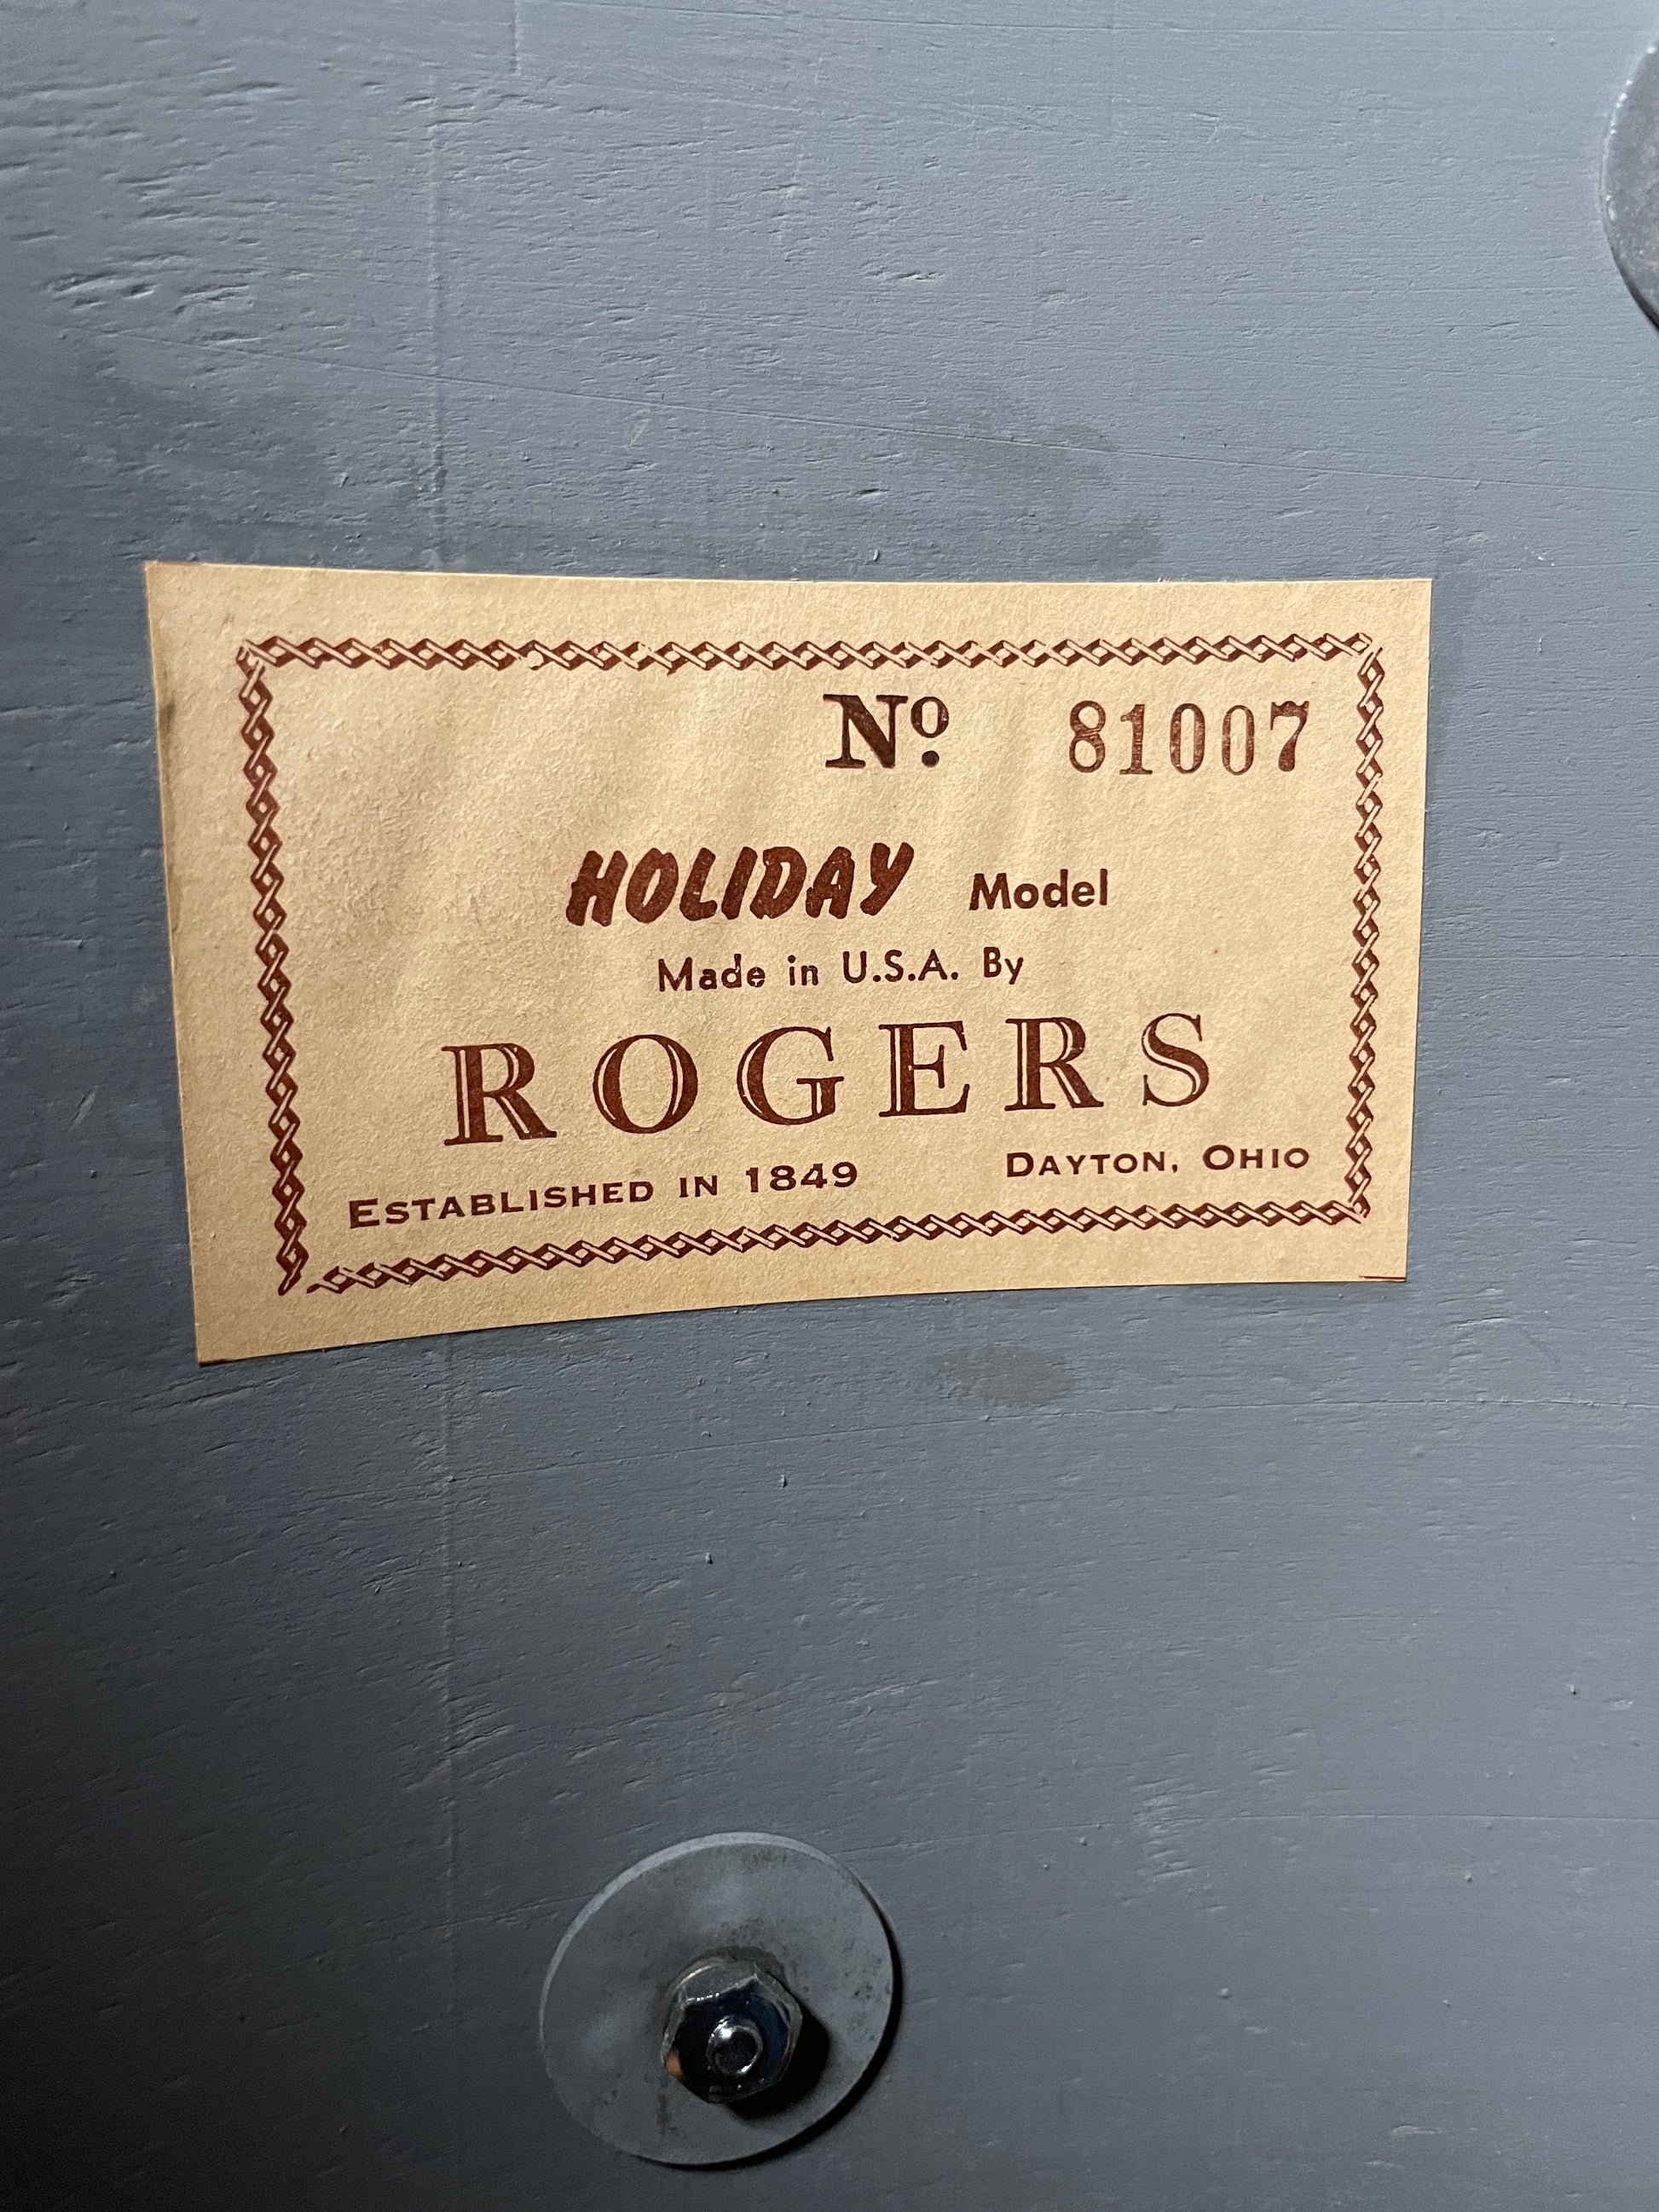 Nº 81007
HOLIDAY Model
Made in U.S.A. By
ROGERS
ESTABLISHED IN 1849 DAYTON, OHIO